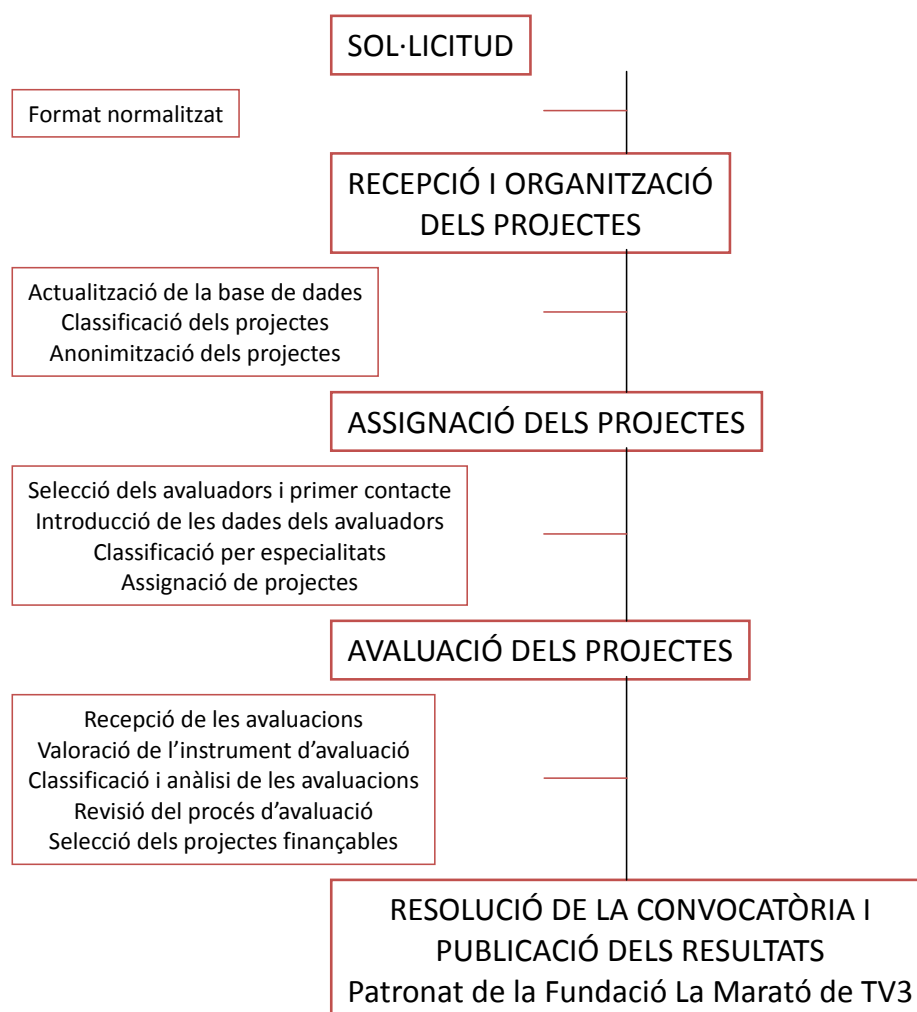 SOL·LICITUD
Format normalitzat
RECEPCIÓ I ORGANITZACIÓ
DELS PROJECTES
Actualització de la base de dades
Classificació dels projectes
Anonimització dels projectes
ASSIGNACIÓ DELS PROJECTES
Selecció dels avaluadors i primer contacte
Introducció de les dades dels avaluadors
Classificació per especialitats
Assignació de projectes
AVALUACIÓ DELS PROJECTES
Recepció de les avaluacions
Valoració de l’instrument d’avaluació
Classificació i anàlisi de les avaluacions
Revisió del procés d’avaluació
Selecció dels projectes finançables
RESOLUCIÓ DE LA CONVOCATÒRIA I
PUBLICACIÓ DELS RESULTATS
Patronat de la Fundació La Marató de TV3